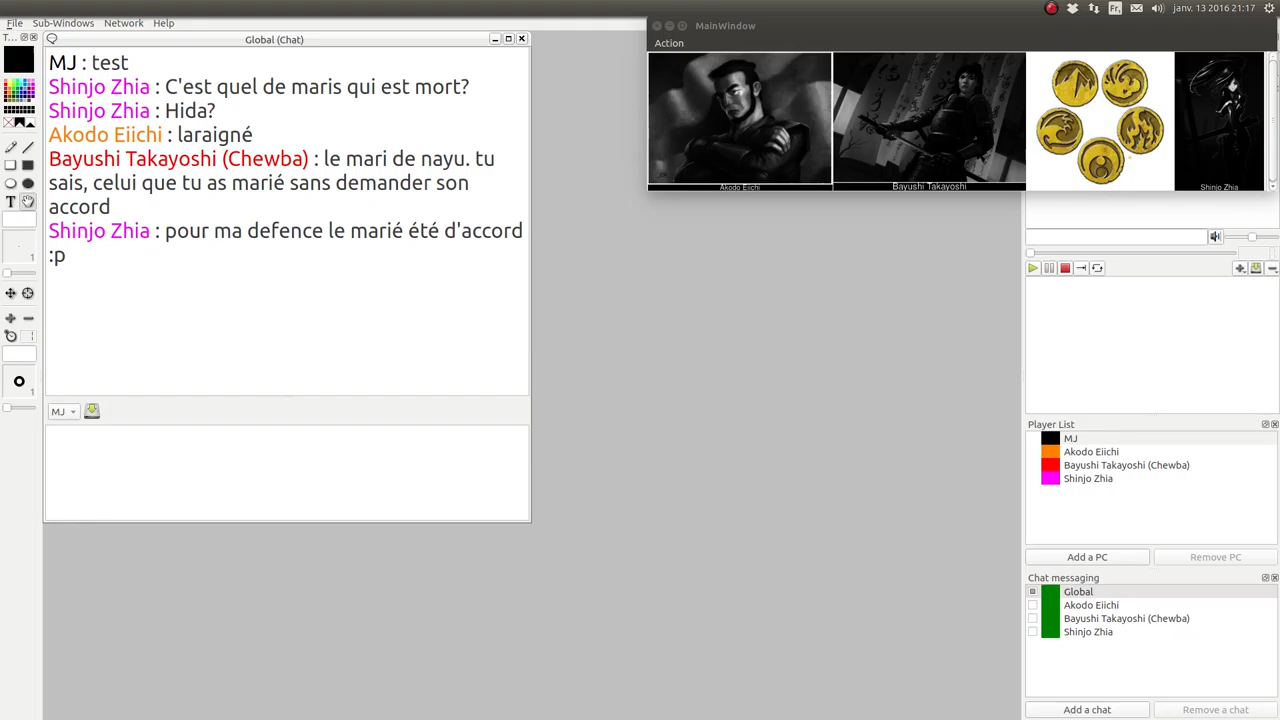 Fr
janv. 13 2016 21:17
File Sub-Windows Network Help
MainWindow
Action
T...
Global (Chat)
MJ : test
Shinjo Zhia : C'est quel de maris qui est mort?
Shinjo Zhia : Hida?
Akodo Eiichi : laraigné
Bayushi Takayoshi (Chewba) : le mari de nayu. tu
sais, celui que tu as marié sans demander son
accord
Shinjo Zhia : pour ma defence le marié été d'accord
:p
Akodo Eiichi
Bayushi Takayoshi
Shinjo Zhia
T
1
1
1
MJ
Player List
MJ
Akodo Eiichi
Bayushi Takayoshi (Chewba)
Shinjo Zhia
Add a PC
Remove PC
Chat messaging
Global
Akodo Eiichi
Bayushi Takayoshi (Chewba)
Shinjo Zhia
Add a chat
Remove a chat